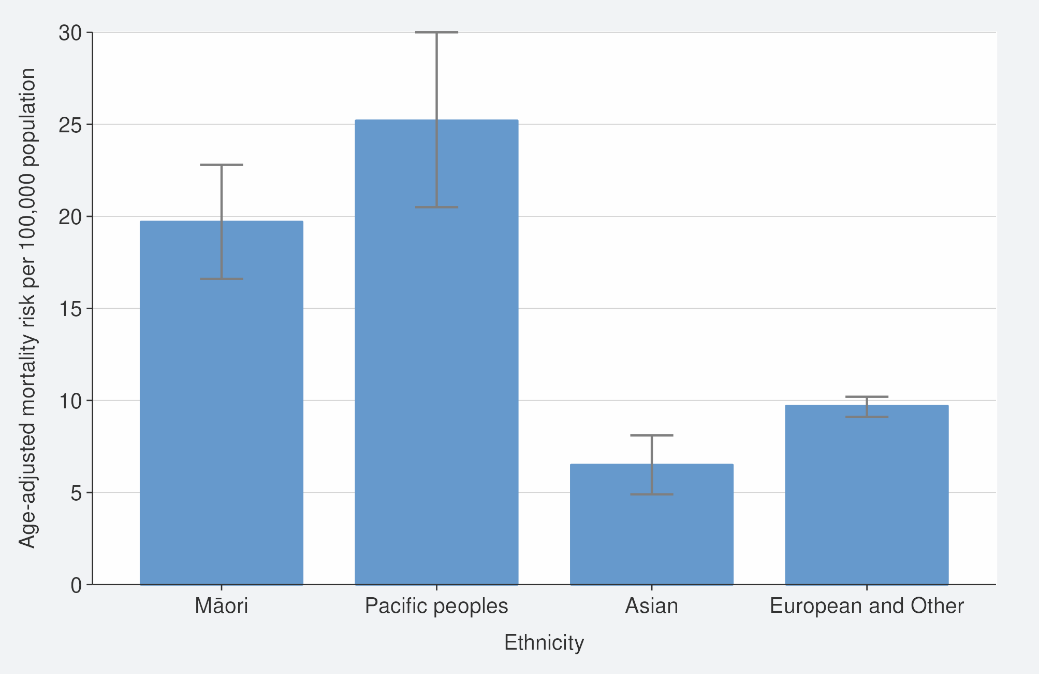 Age-adjusted mortality risk per 100,000 population
30
25
20
15
10
5
0
Māori Pacific peoples Asian European and Other
Ethnicity